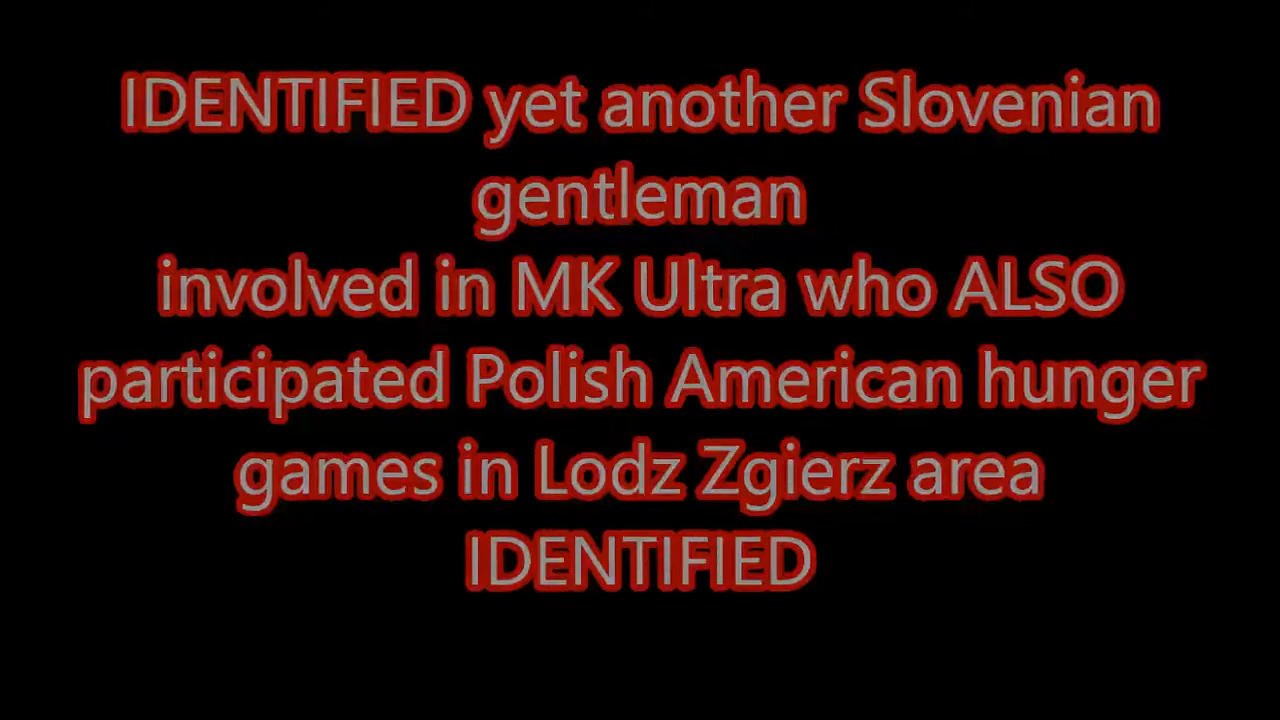 IDENTIFIED yet another Slovenian
gentleman
involved in MK Ultra who ALSO
participated Polish American hunger
games in Lodz Zgierz area
IDENTIFIED